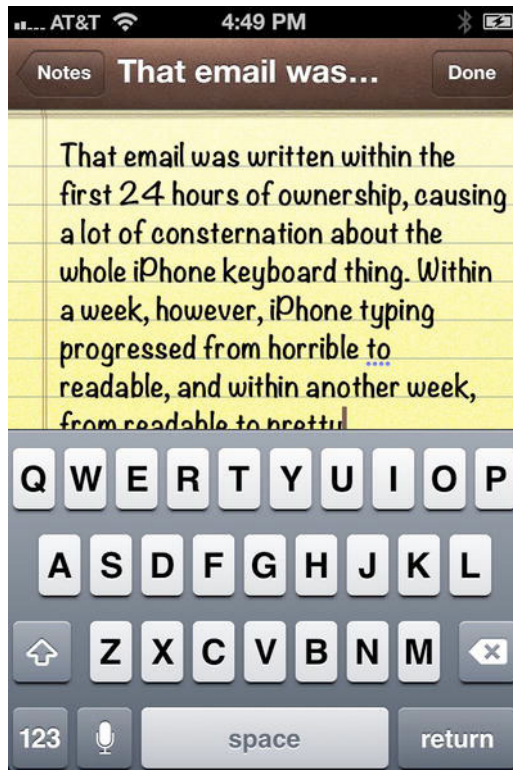 AT&T 4:49 PM
Notes That email was... Done
That email was written within the
first 24 hours of ownership, causing
a lot of consternation about the
whole iPhone keyboard thing. Within
a week, however, iPhone typing
progressed from horrible to
readable, and within another week,
from readable to pretty
Q W E R T Y U I O P
A S D F G H J K L
Z X C V B N M
123 space return